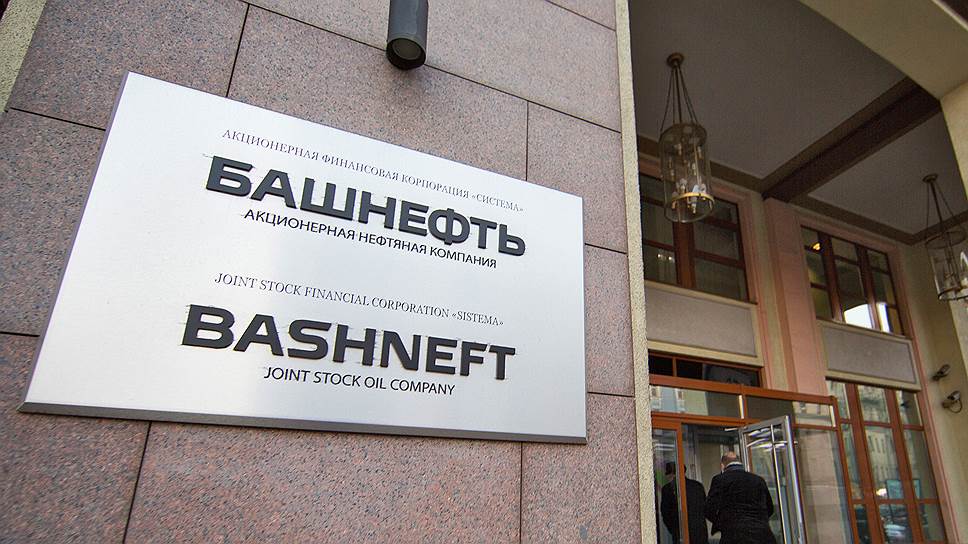 АКЦИОНЕРНАЯ ФИНАНСОВАЯ КОРПОРАЦИЯ «СИСТЕМА»
БАШНЕФТЬ
АКЦИОНЕРНАЯ НЕФТЯНАЯ КОМПАНИЯ
JOINT STOCK FINANCIAL CORPORATION «SISTEMA»
BASHNEFT
JOINT STOCK OIL COMPANY